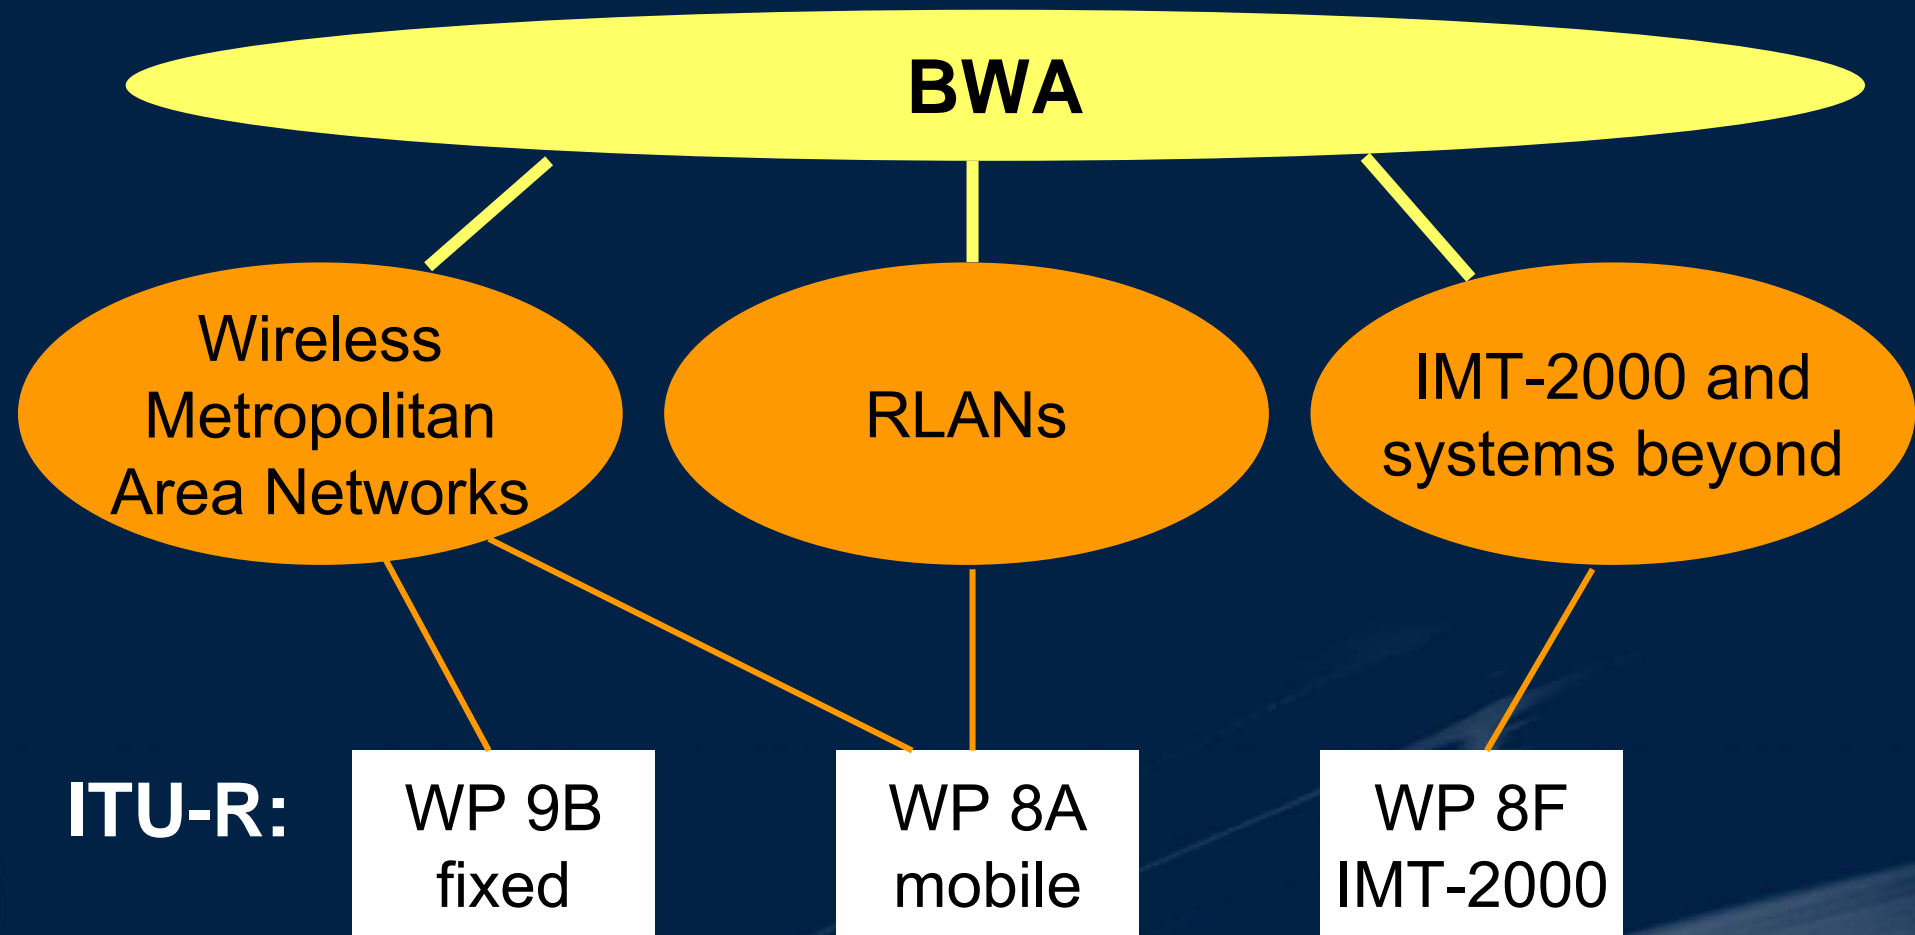 BWA
Wireless
Metropolitan
Area Networks
RLANs
IMT-2000 and
systems beyond
ITU-R:
WP 9B
fixed
WP 8A
mobile
WP 8F
IMT-2000